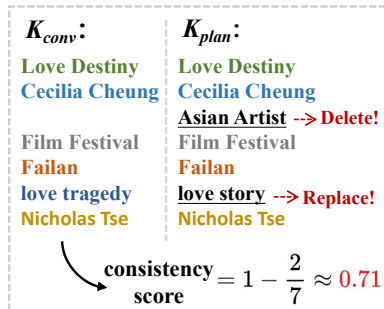 K_conv: K_plan:
Love Destiny Love Destiny
Cecilia Cheung Cecilia Cheung
Asian Artist --> Delete!
Film Festival Film Festival
Failan Failan
love tragedy love story --> Replace!
Nicholas Tse Nicholas Tse
consistency score = 1 − 2/7 ≈ 0.71